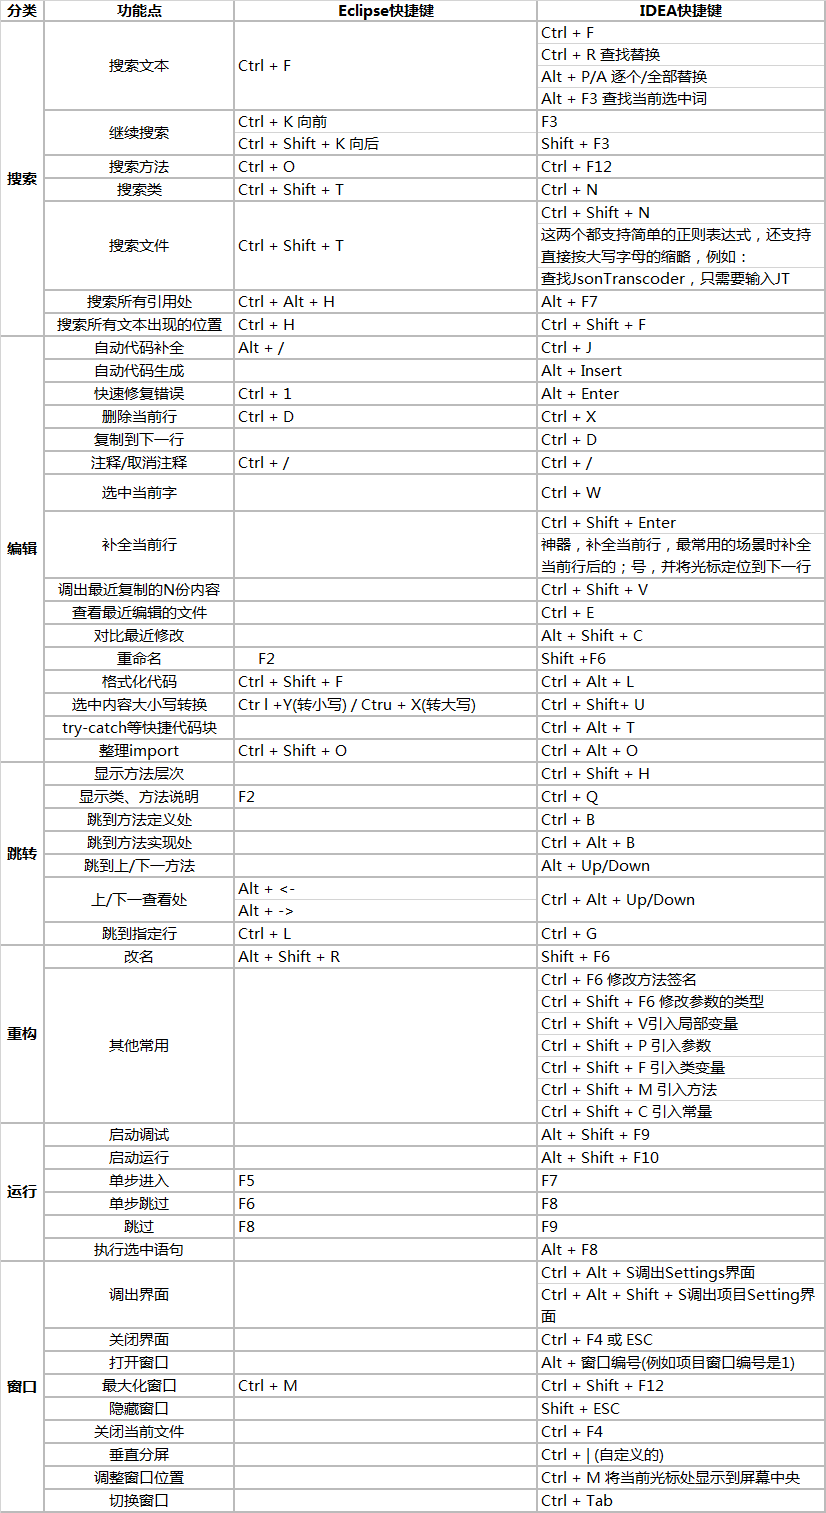 分类 功能点 Eclipse快捷键 IDEA快捷键
搜索
搜索文本 Ctrl + F Ctrl + F
Ctrl + R 查找替换
Alt + P/A 逐个/全部替换
Alt + F3 查找当前选中词
继续搜索 Ctrl + K 向前 F3
Ctrl + Shift + K 向后 Shift + F3
搜索方法 Ctrl + O Ctrl + F12
搜索类 Ctrl + Shift + T Ctrl + N
搜索文件 Ctrl + Shift + T Ctrl + Shift + N
这两个都支持简单的正则表达式，还支持
直接按大写字母的缩略，例如：
查找JsonTranscoder，只需要输入JT
搜索所有引用处 Ctrl + Alt + H Alt + F7
搜索所有文本出现的位置 Ctrl + H Ctrl + Shift + F
编辑
自动代码补全 Alt + / Ctrl + J
自动代码生成 Alt + Insert
快速修复错误 Ctrl + 1 Alt + Enter
删除当前行 Ctrl + D Ctrl + X
复制到下一行 Ctrl + D
注释/取消注释 Ctrl + / Ctrl + /
选中当前字 Ctrl + W
补全当前行 Ctrl + Shift + Enter
神器，补全当前行，最常用的场景时补全
当前行后的；号，并将光标定位到下一行
调出最近复制的N份内容 Ctrl + Shift + V
查看最近编辑的文件 Ctrl + E
对比最近修改 Alt + Shift + C
重命名 F2 Shift +F6
格式化代码 Ctrl + Shift + F Ctrl + Alt + L
选中内容大小写转换 Ctr l +Y(转小写) / Ctru + X(转大写) Ctrl + Shift+ U
try-catch等快捷代码块 Ctrl + Alt + T
整理import Ctrl + Shift + O Ctrl + Alt + O
跳转
显示方法层次 Ctrl + Shift + H
显示类、方法说明 F2 Ctrl + Q
跳到方法定义处 Ctrl + B
跳到方法实现处 Ctrl + Alt + B
跳到上/下一方法 Alt + Up/Down
上/下一查看处 Alt + <- Ctrl + Alt + Up/Down
Alt + ->
跳到指定行 Ctrl + L Ctrl + G
重构
改名 Alt + Shift + R Shift + F6
其他常用 Ctrl + F6 修改方法签名
Ctrl + Shift + F6 修改参数的类型
Ctrl + Shift + V引入局部变量
Ctrl + Shift + P 引入参数
Ctrl + Shift + F 引入类变量
Ctrl + Shift + M 引入方法
Ctrl + Shift + C 引入常量
运行
启动调试 Alt + Shift + F9
启动运行 Alt + Shift + F10
单步进入 F5 F7
单步跳过 F6 F8
跳过 F8 F9
执行选中语句 Alt + F8
窗口
调出界面 Ctrl + Alt + S调出Settings界面
Ctrl + Alt + Shift + S调出项目Setting界
面
关闭界面 Ctrl + F4 或 ESC
打开窗口 Alt + 窗口编号(例如项目窗口编号是1)
最大化窗口 Ctrl + M Ctrl + Shift + F12
隐藏窗口 Shift + ESC
关闭当前文件 Ctrl + F4
垂直分屏 Ctrl + | (自定义的)
调整窗口位置 Ctrl + M 将当前光标处显示到屏幕中央
切换窗口 Ctrl + Tab